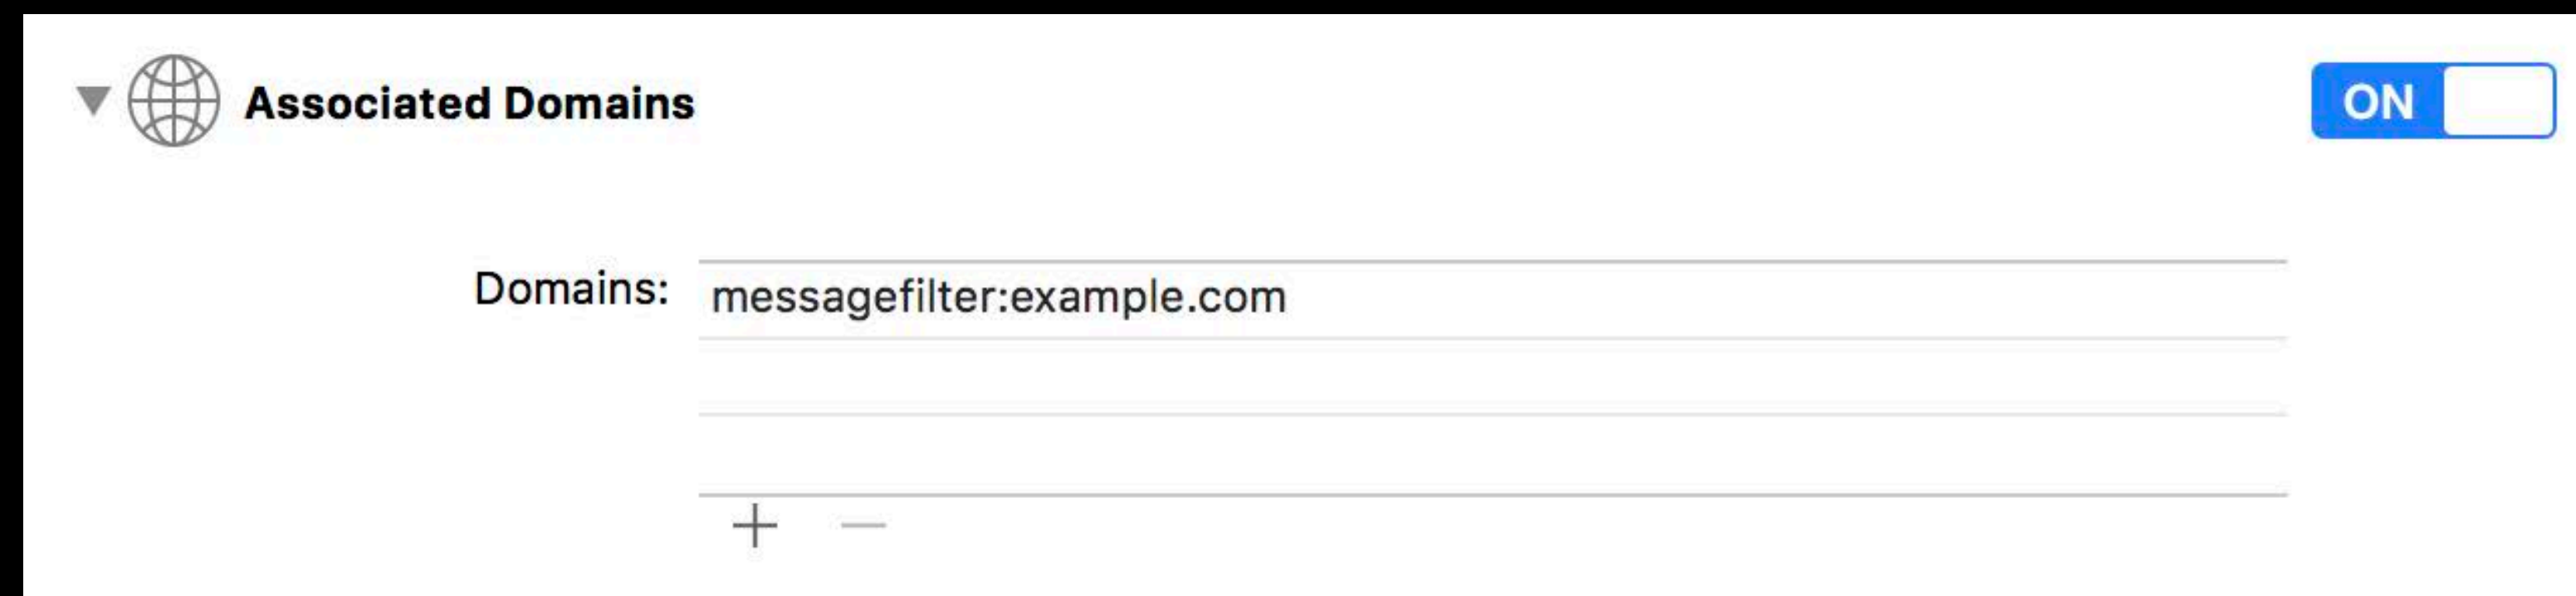 Associated Domains
ON
Domains:
messagefilter:example.com